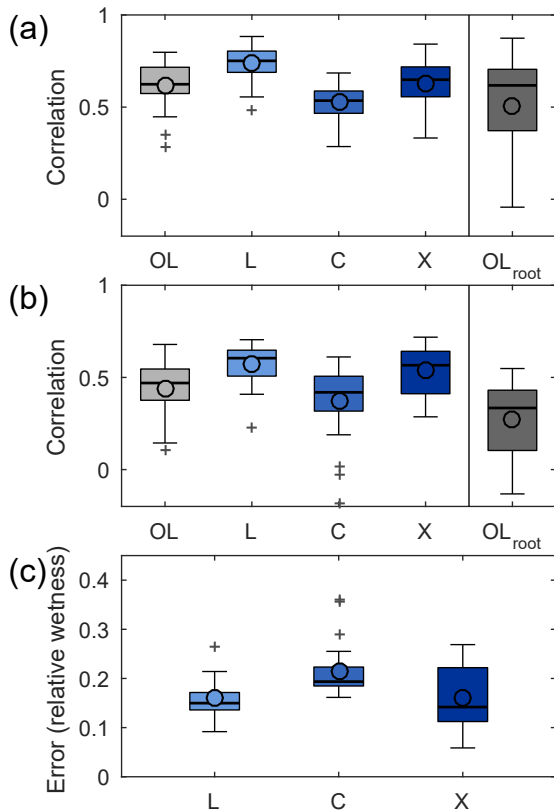 (a)
Correlation
1
0.5
0
OL L C X OLroot
(b)
Correlation
1
0.5
0
OL L C X OLroot
(c)
Error (relative wetness)
0.4
0.3
0.2
0.1
0
L C X